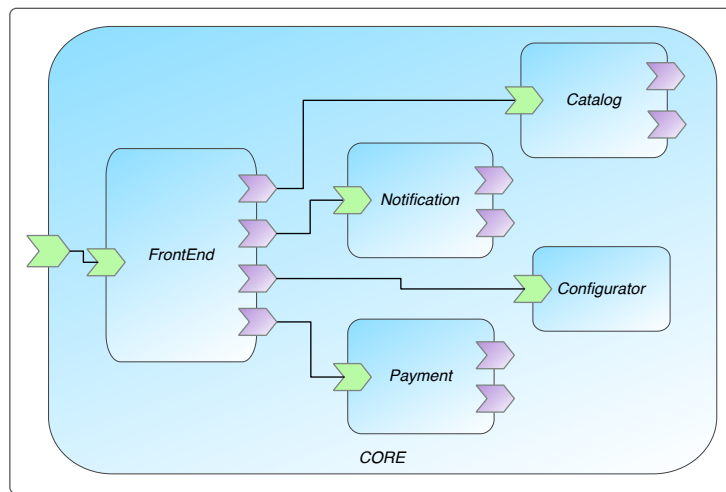 Catalog
Notification
FrontEnd
Configurator
Payment
CORE